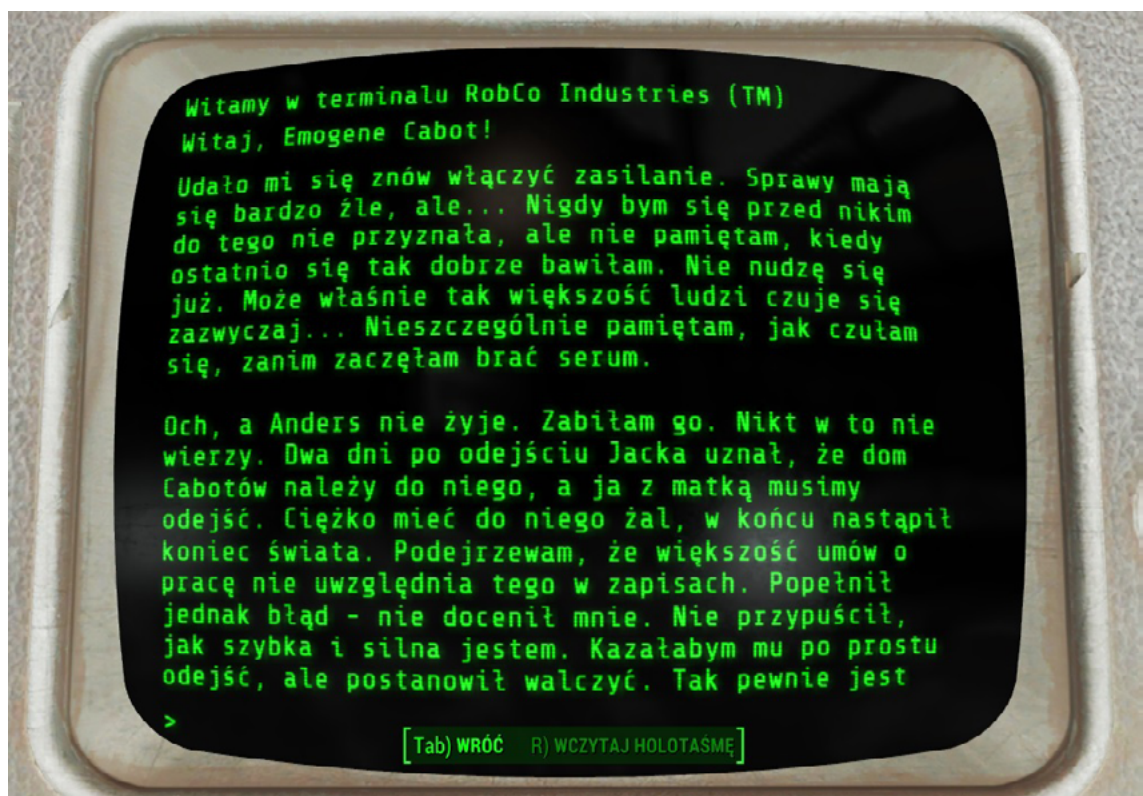 Witamy w terminalu RobCo Industries (TM)
Witaj, Emogene Cabot!
Udało mi się znów włączyć zasilanie. Sprawy mają
się bardzo źle, ale... Nigdy bym się przed nikim
do tego nie przyznała, ale nie pamiętam, kiedy
ostatnio się tak dobrze bawiłam. Nie nudzę się
już. Może właśnie tak większość ludzi czuje się
zazwyczaj... Nieszczególnie pamiętam, jak czułam
się, zanim zaczęłam brać serum.
Och, a Anders nie żyje. Zabiłam go. Nikt w to nie
wierzy. Dwa dni po odejściu Jacka uznał, że dom
Cabotów należy do niego, a ja z matką musimy
odejść. Ciężko mieć do niego żal, w końcu nastąpił
koniec świata. Podejrzewam, że większość umów o
pracę nie uwzględnia tego w zapisach. Popełnił
jednak błąd - nie docenił mnie. Nie przypuścił,
jak szybka i silna jestem. Kazałabym mu po prostu
odejść, ale postanowił walczyć. Tak pewnie jest
>
[Tab) WRÓĆ R) WCZYTAJ HOLOTAŚMĘ]